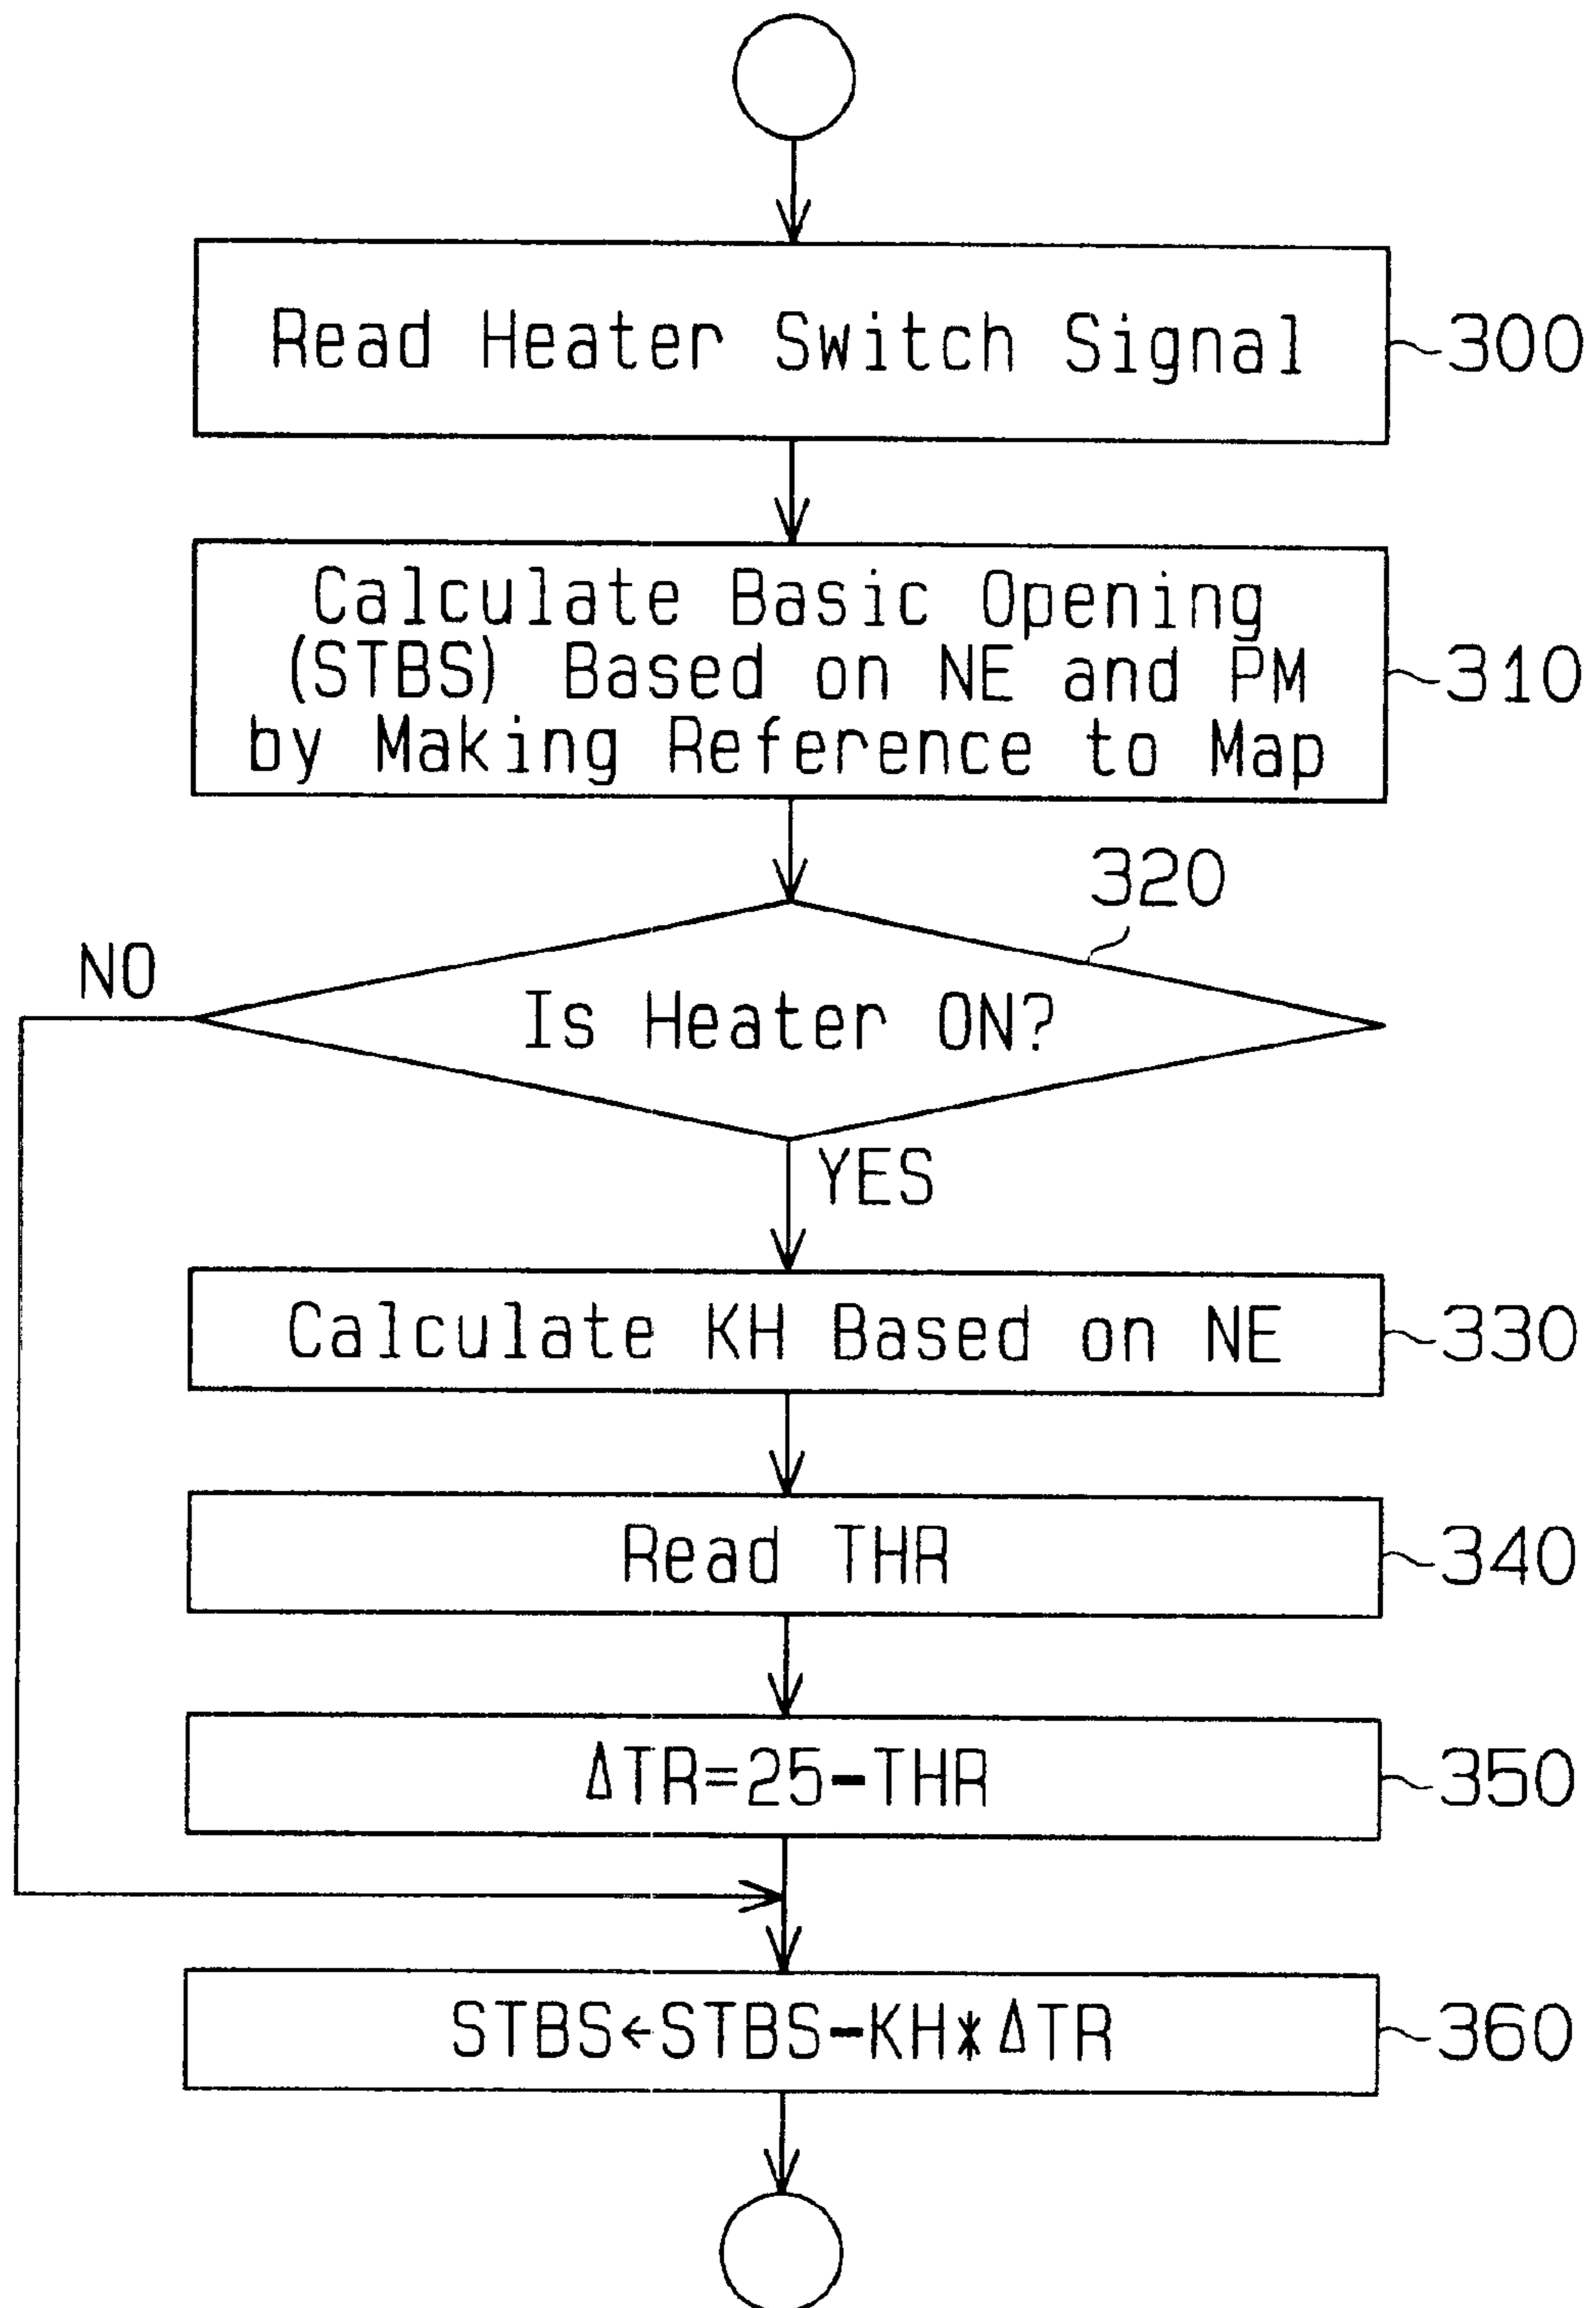 Read Heater Switch Signal
300
Calculate Basic Opening
(STBS) Based on NE and PM
by Making Reference to Map
310
320
NO
Is Heater ON?
YES
Calculate KH Based on NE
330
Read THR
340
ΔTR=25-THR
350
STBS←STBS-KH*ΔTR
360